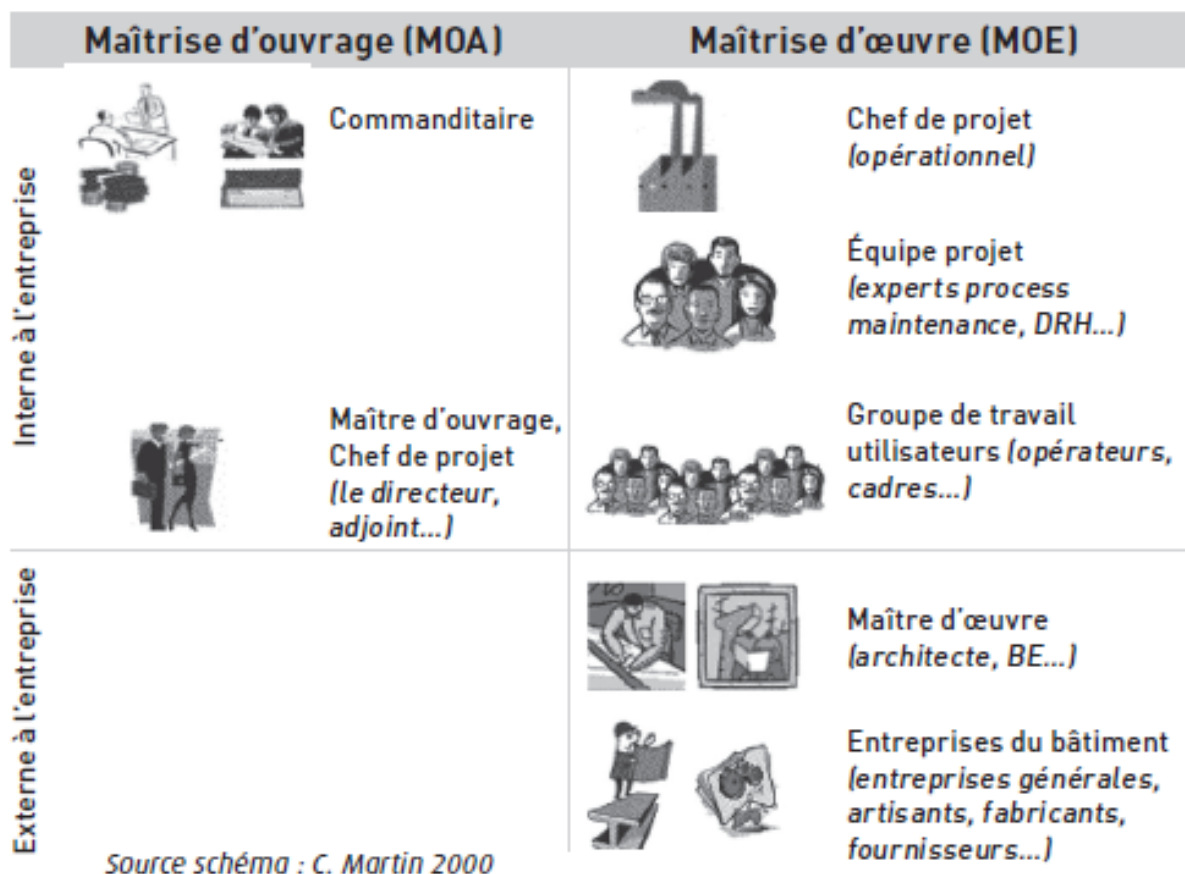 Maîtrise d'ouvrage (MOA)
Maîtrise d'œuvre (MOE)
Interne à l'entreprise
Commanditaire
Maître d'ouvrage,
Chef de projet
(le directeur,
adjoint...)
Chef de projet
(opérationnel)
Équipe projet
(experts process
maintenance, DRH...)
Groupe de travail
utilisateurs (opérateurs,
cadres...)
Externe à l'entreprise
Maître d'œuvre
(architecte, BE...)
Entreprises du bâtiment
(entreprises générales,
artisants, fabricants,
fournisseurs...)
Source schéma : C. Martin 2000